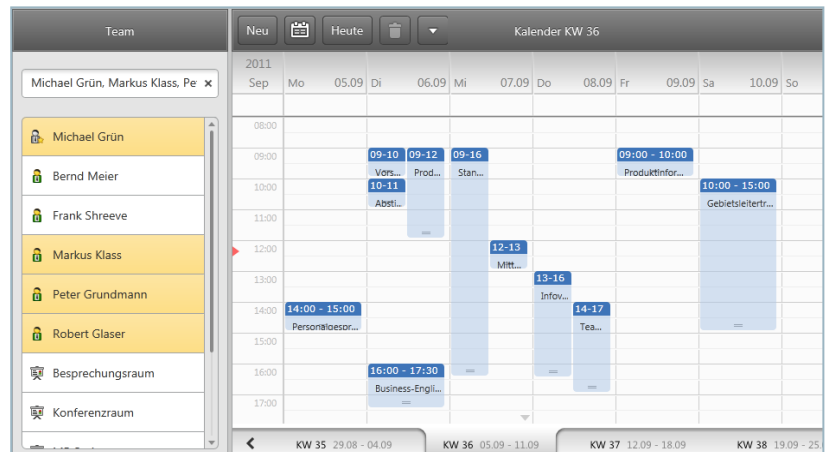 Team
Neu Heute Kalender KW 36
Michael Grün, Markus Klass, Pe
Michael Grün
Bernd Meier
Frank Shreeve
Markus Klass
Peter Grundmann
Robert Glaser
Besprechungsraum
Konferenzraum
2011
Sep Mo 05.09 Di 06.09 Mi 07.09 Do 08.09 Fr 09.09 Sa 10.09 So
08:00
09:00
10:00
11:00
12:00
13:00
14:00
15:00
16:00
17:00
14:00 - 15:00
Personalgespr...
09-10
Vors...
10-11
Absti...
09-12
Prod...
16:00 - 17:30
Business-Engli...
09-16
Stan...
12-13
Mitt...
13-16
Infov...
14-17
Tea...
09:00 - 10:00
Produktinfor...
10:00 - 15:00
Gebietsleitertr...
KW 35 29.08 - 04.09 KW 36 05.09 - 11.09 KW 37 12.09 - 18.09 KW 38 19.09 - 25.